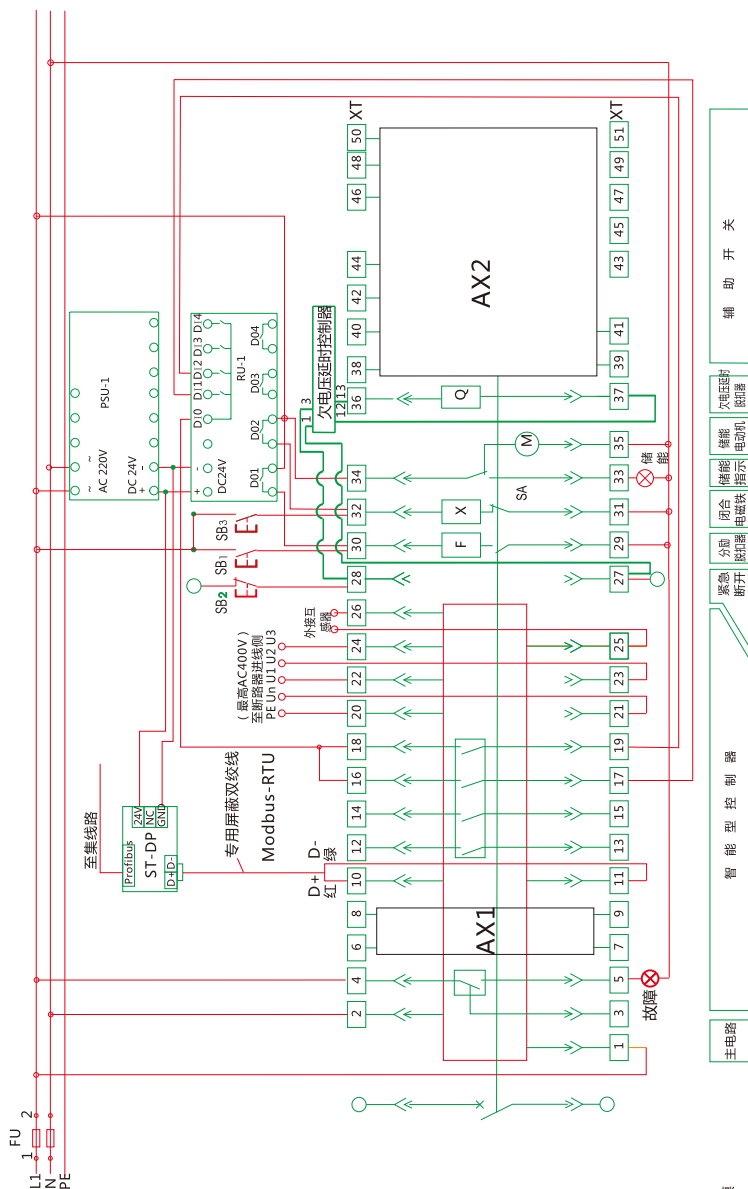 FU
1 2
L1
N
PE
PSU-1
~ AC 220V ~
DC 24V
+ -
至集线路
Profibus
ST-DP
24V
NC
GND
D+ D-
专用屏蔽双绞线
Modbus-RTU
D+ D-
红 绿
(最高AC400V)
至断路器进线侧
PE Un U1 U2 U3
外接互
感器
SB2
SB1
SB3
DI0 DI1 DI2 DI3 DI4
RU-1
+ DC24V -
D01 D02 D03 D04
欠电压延时控制器
1 3
12 13
2 4 6 8 10 12 14 16 18 20 22 24 26 28 30 32 34 36 38 40 42 44 46 48 50 XT
AX1
AX2
F X Q
SA
M
1 3 5 7 9 11 13 15 17 19 21 23 25 27 29 31 33 35 37 39 41 43 45 47 49 51 XT
故障
储能
主电路
智能型控制器
紧急
断开
分励
脱扣器
闭合
电磁铁
储能
指示
储能
电动机
欠电压延时
脱扣器
辅助开关